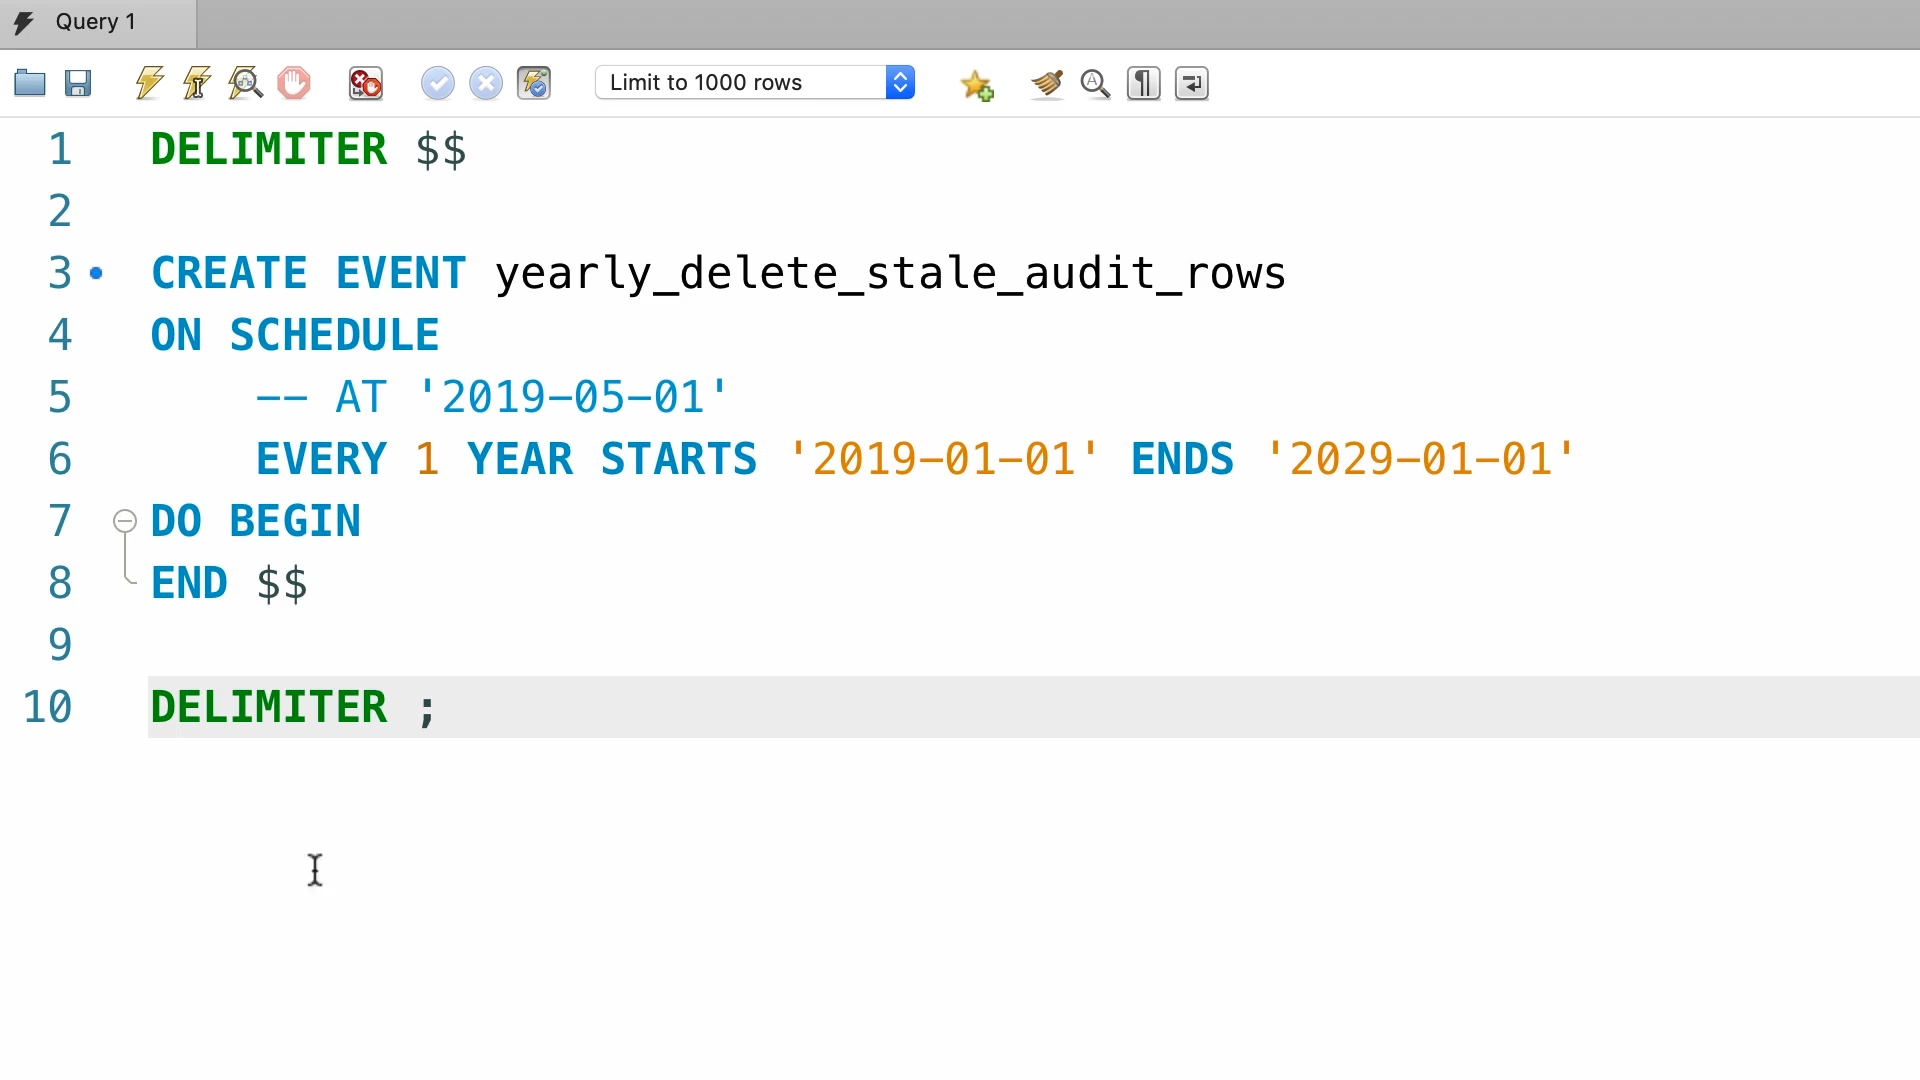 Query 1
Limit to 1000 rows
1 DELIMITER $$
2
3 CREATE EVENT yearly_delete_stale_audit_rows
4 ON SCHEDULE
5     -- AT '2019-05-01'
6     EVERY 1 YEAR STARTS '2019-01-01' ENDS '2029-01-01'
7 DO BEGIN
8 END $$
9
10 DELIMITER ;